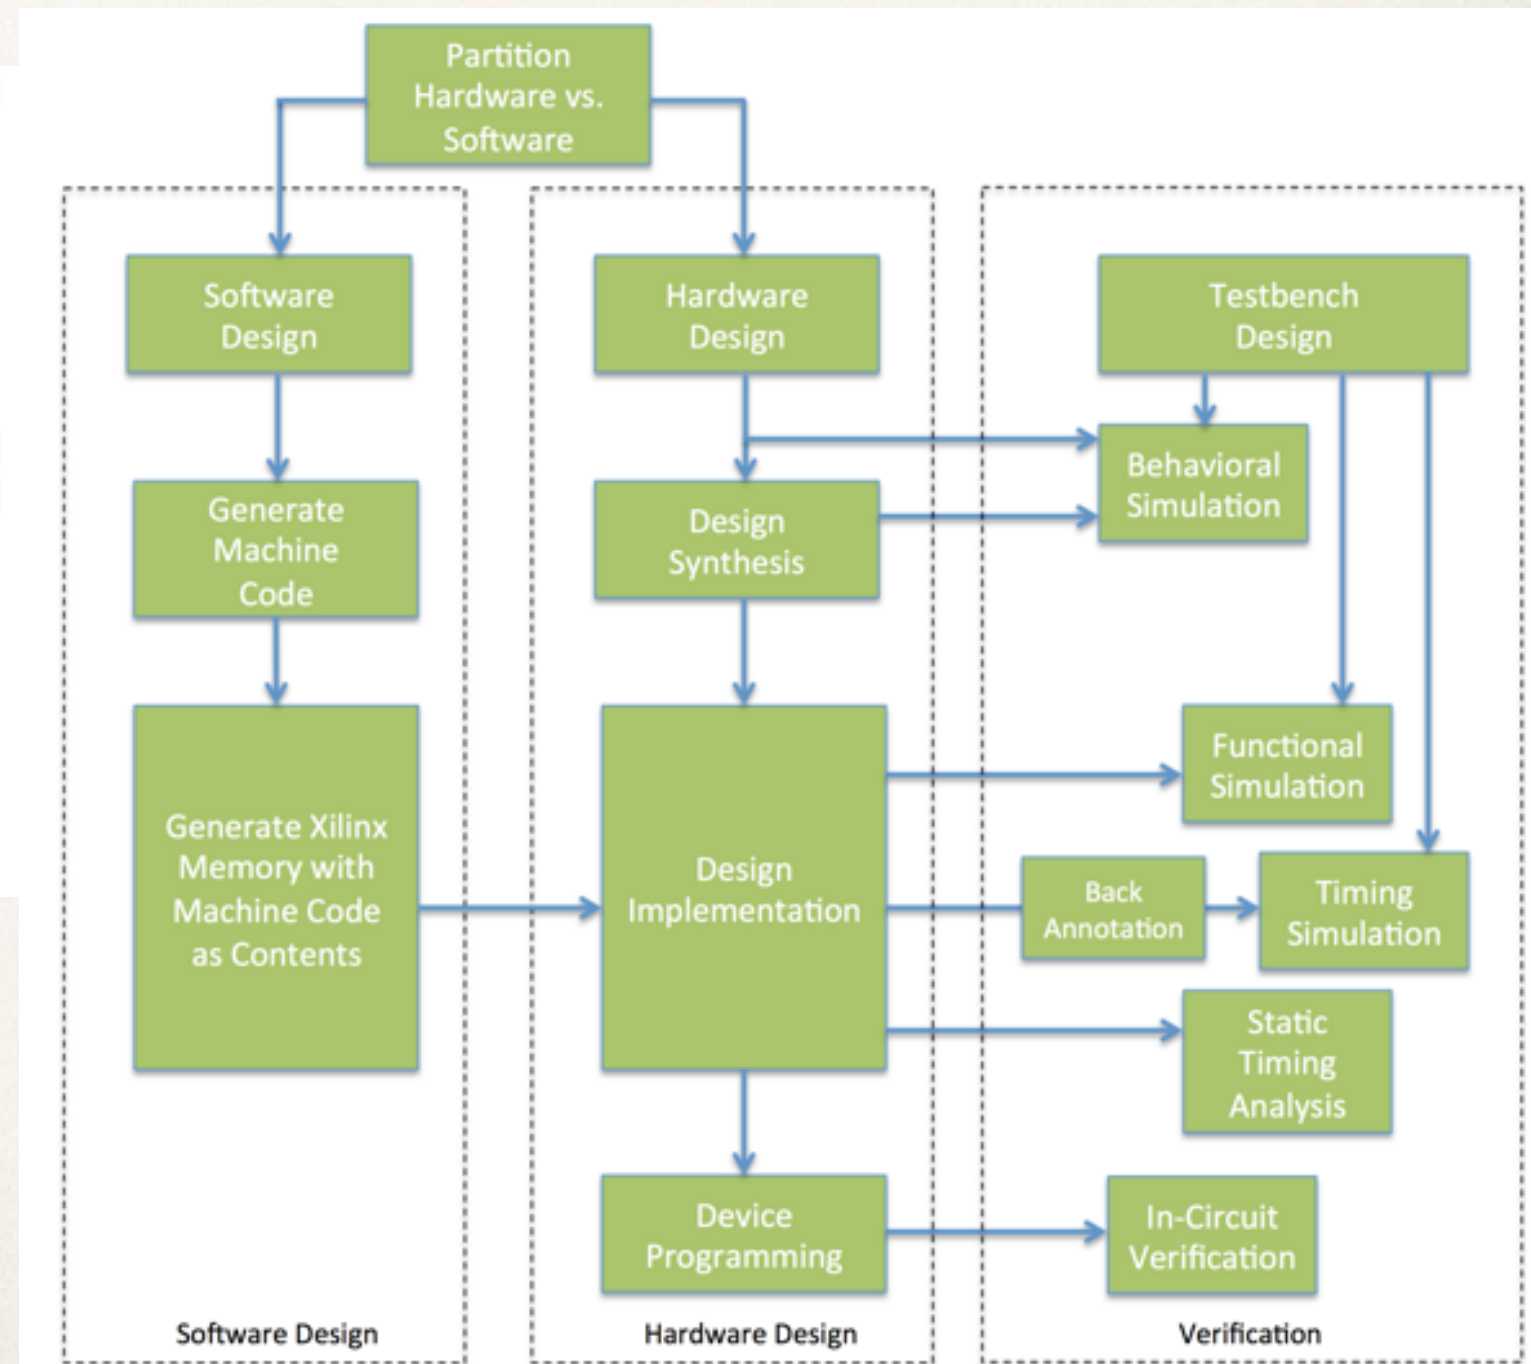 Partition
Hardware vs.
Software
Software
Design
Hardware
Design
Testbench
Design
Behavioral
Simulation
Generate
Machine
Code
Design
Synthesis
Functional
Simulation
Generate Xilinx
Memory with
Machine Code
as Contents
Design
Implementation
Back
Annotation
Timing
Simulation
Static
Timing
Analysis
Device
Programming
In-Circuit
Verification
Software Design
Hardware Design
Verification